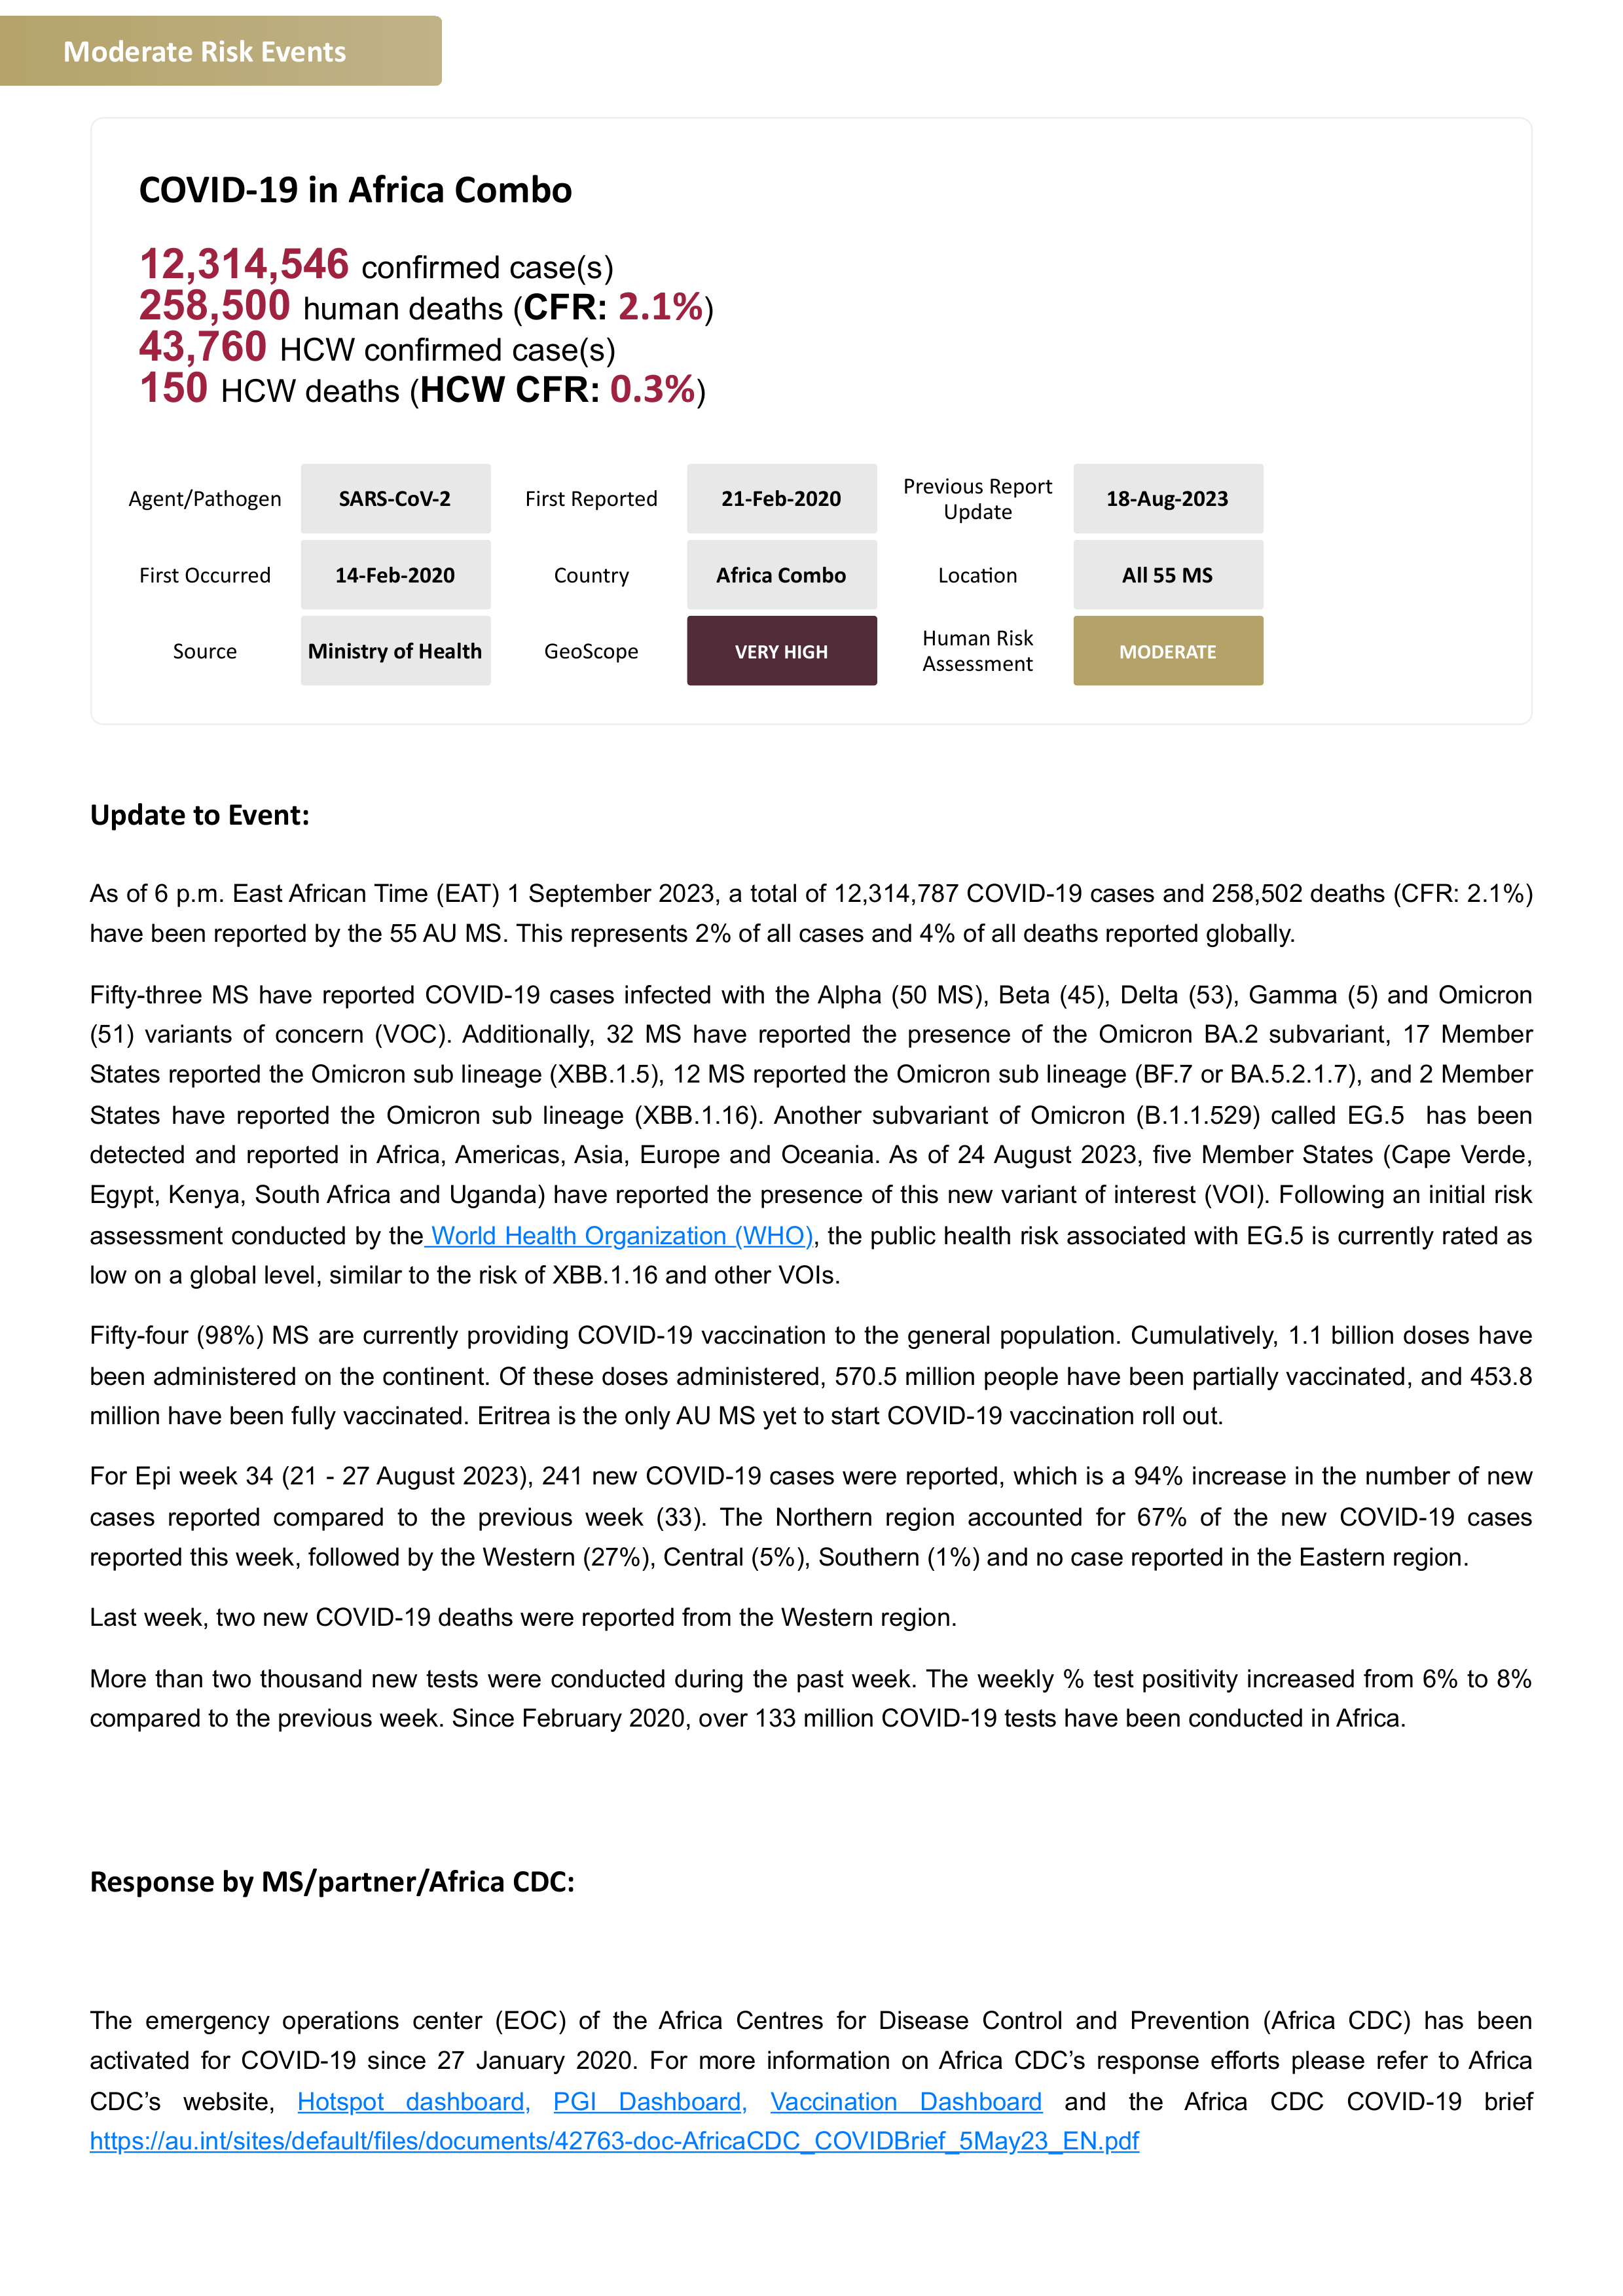 Moderate Risk Events
COVID-19 in Africa Combo
12,314,546 confirmed case(s)
258,500 human deaths (CFR: 2.1%)
43,760 HCW confirmed case(s)
150 HCW deaths (HCW CFR: 0.3%)
Agent/Pathogen SARS-CoV-2 First Reported 21-Feb-2020 Previous Report Update 18-Aug-2023
First Occurred 14-Feb-2020 Country Africa Combo Location All 55 MS
Source Ministry of Health GeoScope VERY HIGH Human Risk Assessment MODERATE
Update to Event:
As of 6 p.m. East African Time (EAT) 1 September 2023, a total of 12,314,787 COVID-19 cases and 258,502 deaths (CFR: 2.1%)
have been reported by the 55 AU MS. This represents 2% of all cases and 4% of all deaths reported globally.
Fifty-three MS have reported COVID-19 cases infected with the Alpha (50 MS), Beta (45), Delta (53), Gamma (5) and Omicron
(51) variants of concern (VOC). Additionally, 32 MS have reported the presence of the Omicron BA.2 subvariant, 17 Member
States reported the Omicron sub lineage (XBB.1.5), 12 MS reported the Omicron sub lineage (BF.7 or BA.5.2.1.7), and 2 Member
States have reported the Omicron sub lineage (XBB.1.16). Another subvariant of Omicron (B.1.1.529) called EG.5 has been
detected and reported in Africa, Americas, Asia, Europe and Oceania. As of 24 August 2023, five Member States (Cape Verde,
Egypt, Kenya, South Africa and Uganda) have reported the presence of this new variant of interest (VOI). Following an initial risk
assessment conducted by the World Health Organization (WHO), the public health risk associated with EG.5 is currently rated as
low on a global level, similar to the risk of XBB.1.16 and other VOIs.
Fifty-four (98%) MS are currently providing COVID-19 vaccination to the general population. Cumulatively, 1.1 billion doses have
been administered on the continent. Of these doses administered, 570.5 million people have been partially vaccinated, and 453.8
million have been fully vaccinated. Eritrea is the only AU MS yet to start COVID-19 vaccination roll out.
For Epi week 34 (21 - 27 August 2023), 241 new COVID-19 cases were reported, which is a 94% increase in the number of new
cases reported compared to the previous week (33). The Northern region accounted for 67% of the new COVID-19 cases
reported this week, followed by the Western (27%), Central (5%), Southern (1%) and no case reported in the Eastern region.
Last week, two new COVID-19 deaths were reported from the Western region.
More than two thousand new tests were conducted during the past week. The weekly % test positivity increased from 6% to 8%
compared to the previous week. Since February 2020, over 133 million COVID-19 tests have been conducted in Africa.
Response by MS/partner/Africa CDC:
The emergency operations center (EOC) of the Africa Centres for Disease Control and Prevention (Africa CDC) has been
activated for COVID-19 since 27 January 2020. For more information on Africa CDC’s response efforts please refer to Africa
CDC’s website, Hotspot dashboard, PGI Dashboard, Vaccination Dashboard and the Africa CDC COVID-19 brief
https://au.int/sites/default/files/documents/42763-doc-AfricaCDC_COVIDBrief_5May23_EN.pdf